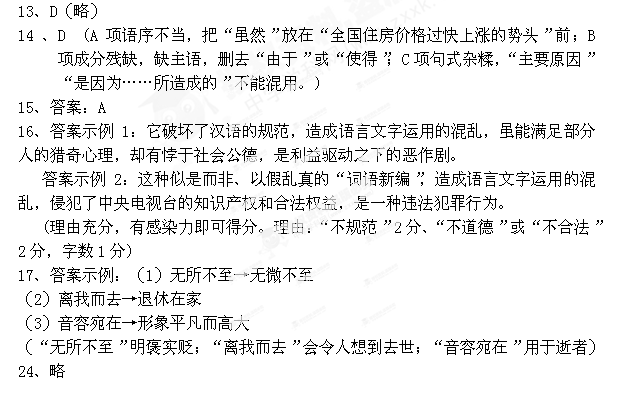 13、D（略）
14 、D （A 项语序不当，把“虽然 ”放在“全国住房价格过快上涨的势头 ”前；B
项成分残缺，缺主语，删去“由于 ”或“使得 ”；C 项句式杂糅，“主要原因 ”
“是因为……所造成的 ”不能混用。）
15、答案：A
16、答案示例 1：它破坏了汉语的规范，造成语言文字运用的混乱，虽能满足部分
人的猎奇心理，却有悖于社会公德，是利益驱动之下的恶作剧。
答案示例 2：这种似是而非、以假乱真的“词语新编 ”，造成语言文字运用的混
乱，侵犯了中央电视台的知识产权和合法权益，是一种违法犯罪行为。
(理由充分，有感染力即可得分。理由：“不规范 ”2 分、“不道德 ”或“不合法 ”
2 分，字数 1 分)
17、答案示例：（1）无所不至→无微不至
（2）离我而去→退休在家
（3）音容宛在→形象平凡而高大
（“无所不至 ”明褒实贬；“离我而去 ”会令人想到去世；“音容宛在 ”用于逝者）
24、略